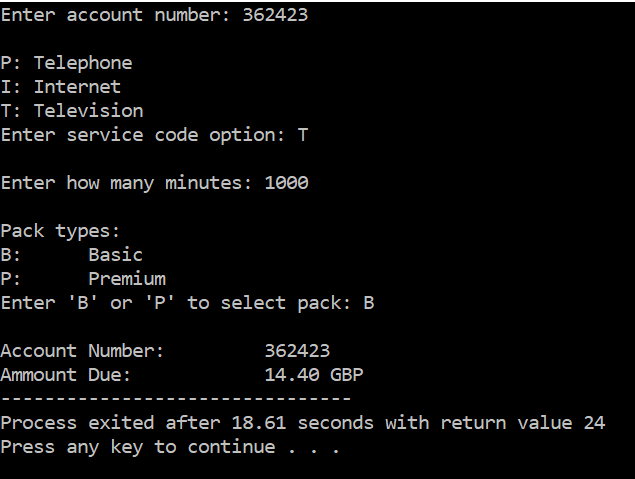 Enter account number: 362423
P: Telephone
I: Internet
T: Television
Enter service code option: T
Enter how many minutes: 1000
Pack types:
B:      Basic
P:      Premium
Enter 'B' or 'P' to select pack: B
Account Number:         362423
Ammount Due:            14.40 GBP
--------------------------------
Process exited after 18.61 seconds with return value 24
Press any key to continue . . .